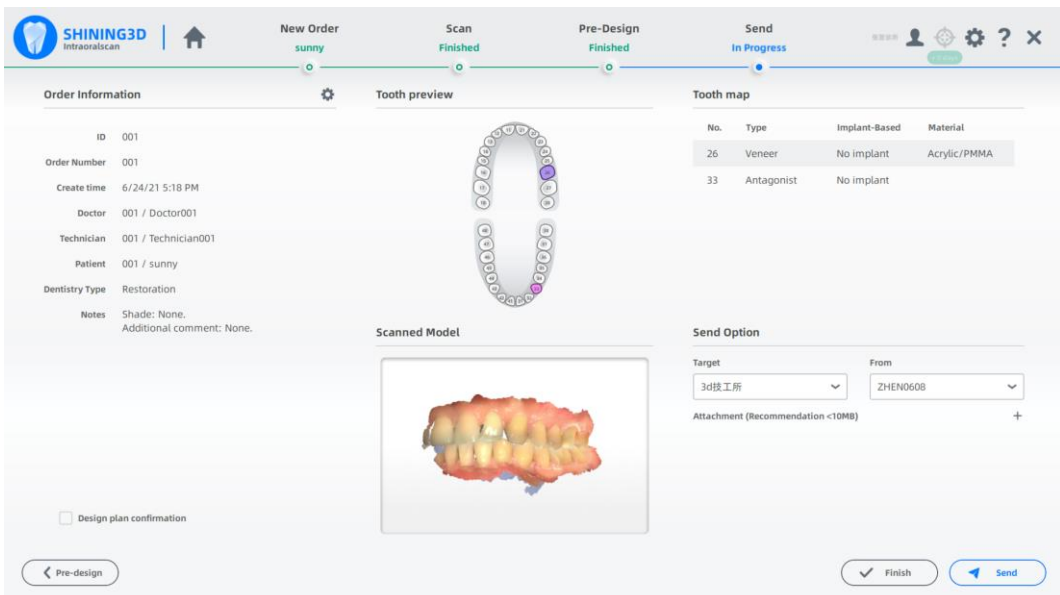 SHINING3D
Intraoralscan
New Order
sunny
Scan
Finished
Pre-Design
Finished
Send
In Progress
Order Information
ID 001
Order Number 001
Create time 6/24/21 5:18 PM
Doctor 001 / Doctor001
Technician 001 / Technician001
Patient 001 / sunny
Dentistry Type Restoration
Notes Shade: None.
Additional comment: None.
Design plan confirmation
Tooth preview
Scanned Model
Tooth map
No. Type Implant-Based Material
26 Veneer No implant Acrylic/PMMA
33 Antagonist No implant
Send Option
Target From
3d技工所 ZHEN0608
Attachment (Recommendation <10MB) +
Pre-design
Finish
Send